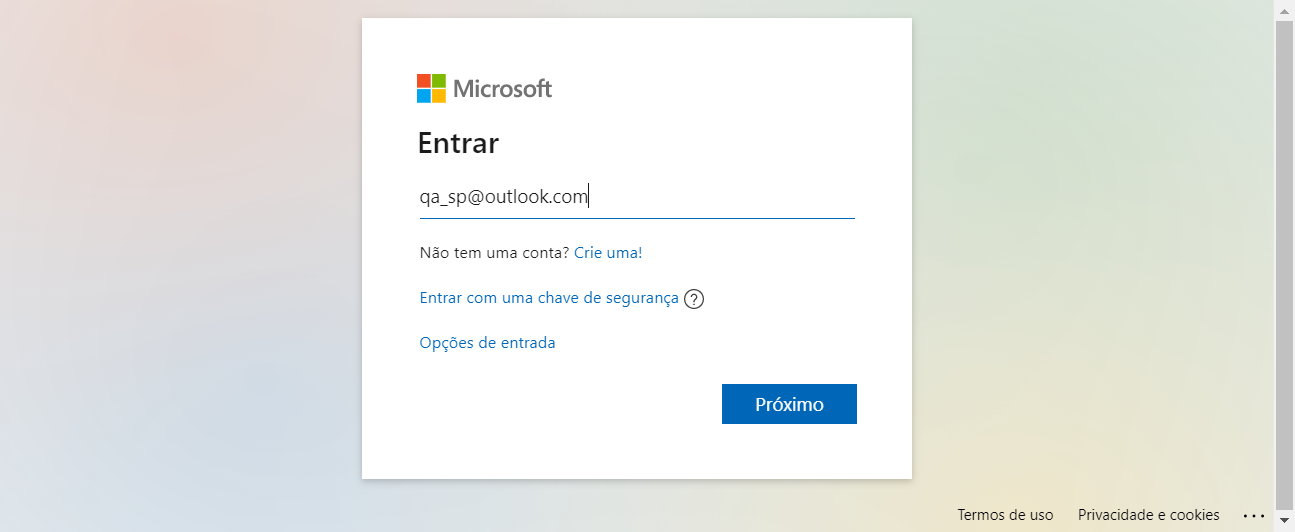 Microsoft
Entrar
qa_sp@outlook.com
Não tem uma conta? Crie uma!
Entrar com uma chave de segurança ?
Opções de entrada
Próximo
Termos de uso Privacidade e cookies ...